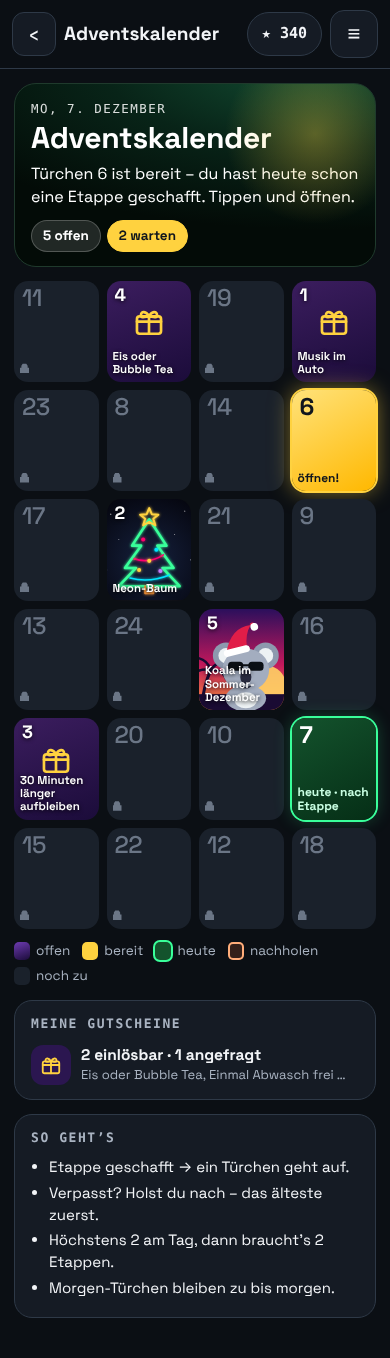 <
Adventskalender
★ 340
≡
MO, 7. DEZEMBER
Adventskalender
Türchen 6 ist bereit – du hast heute schon
eine Etappe geschafft. Tippen und öffnen.
5 offen
2 warten
11
4
Eis oder
Bubble Tea
19
1
Musik im
Auto
23
8
14
6
öffnen!
17
2
Neon-Baum
21
9
13
24
5
Koala im
Sommer-
Dezember
16
3
30 Minuten
länger
aufbleiben
20
10
7
heute · nach
Etappe
15
22
12
18
offen
bereit
heute
nachholen
noch zu
MEINE GUTSCHEINE
2 einlösbar · 1 angefragt
Eis oder Bubble Tea, Einmal Abwasch frei …
SO GEHT'S
• Etappe geschafft → ein Türchen geht auf.
• Verpasst? Holst du nach – das älteste
zuerst.
• Höchstens 2 am Tag, dann braucht's 2
Etappen.
• Morgen-Türchen bleiben zu bis morgen.